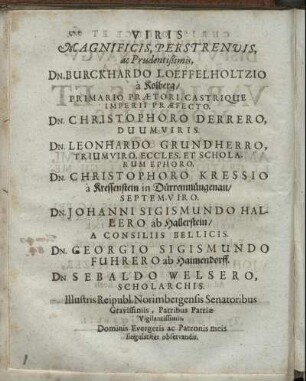 VIRIS
MAGNIFICIS, PERSTRENUIS,
ac Prudentissimis,
DN. BURCKHARDO LOEFFELHOLTZIO
à Kolberg/
PRIMARIO PRÆTORI, CASTRIQUE
IMPERII PRÆFECTO.
DN. CHRISTOPHORO DERRERO,
DUUMVIRIS.
DN. LEONHARDO GRUNDHERRO,
TRIUMVIRO, ECCLES. ET SCHOLA
RUM EPHORO.
DN. CHRISTOPHORO KRESSIO
à Kressenstein in Dürrenmüngenau/
SEPTEMVIRO.
DN. JOHANNI SIGISMUNDO HAL-
LERO ab Hallerstein/
A CONSILIIS BELLICIS.
DN. GEORGIO SIGISMUNDO
FUHRERO ab Haimendorff.
DN. SEBALDO WELSERO,
SCHOLARCHIS.
Illustris Reipubl. Norimbergensis Senatoribus
Gravissimis, Patribus Patriæ
Vigilantissimis,
Dominis Evergetis ac Patronis meis
singulariter observandis.